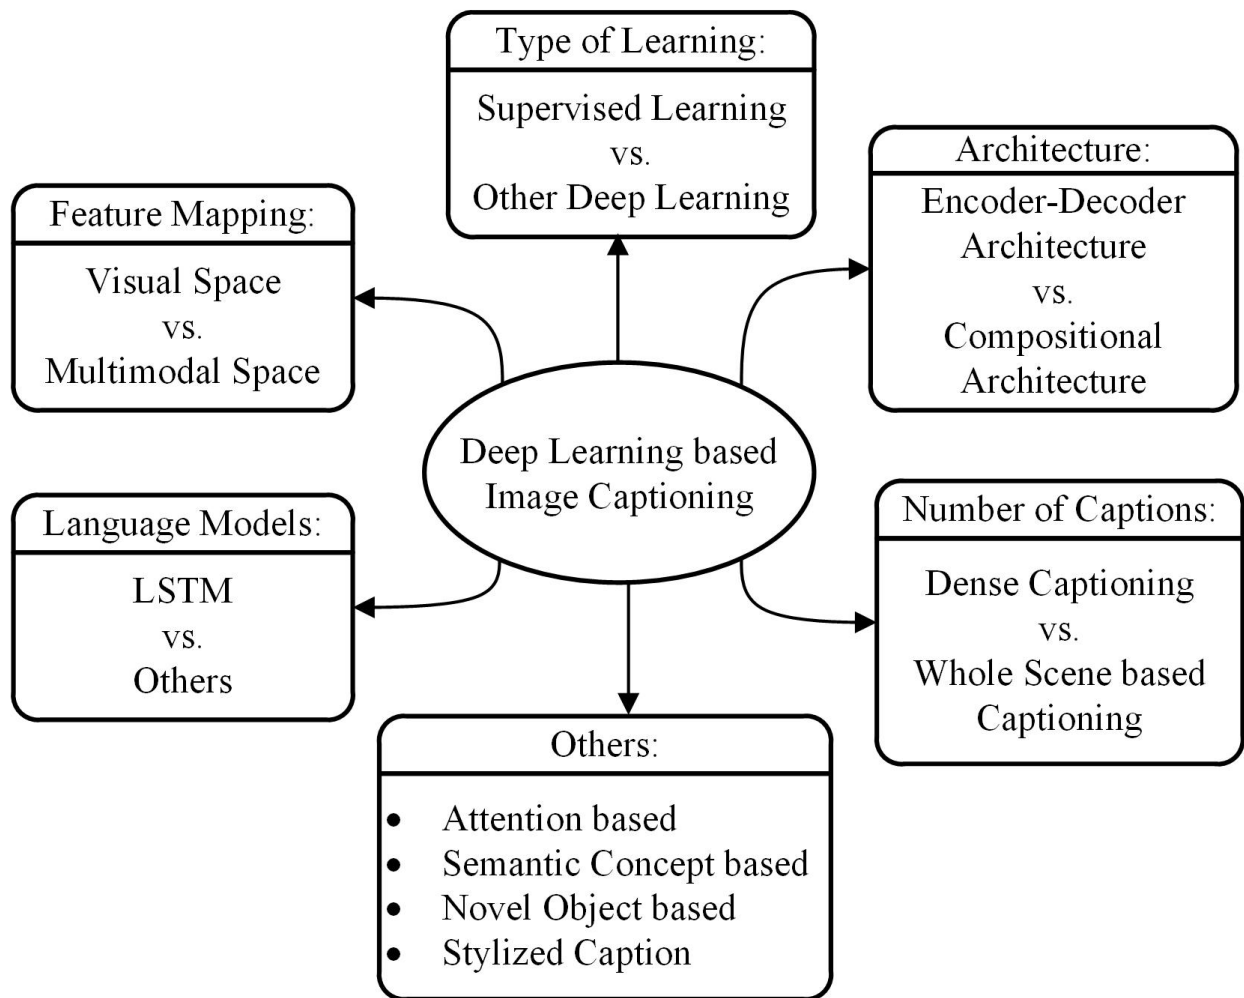 Type of Learning:
Supervised Learning
vs.
Other Deep Learning
Architecture:
Encoder-Decoder
Architecture
vs.
Compositional
Architecture
Feature Mapping:
Visual Space
vs.
Multimodal Space
Deep Learning based
Image Captioning
Language Models:
LSTM
vs.
Others
Number of Captions:
Dense Captioning
vs.
Whole Scene based
Captioning
Others:
• Attention based
• Semantic Concept based
• Novel Object based
• Stylized Caption